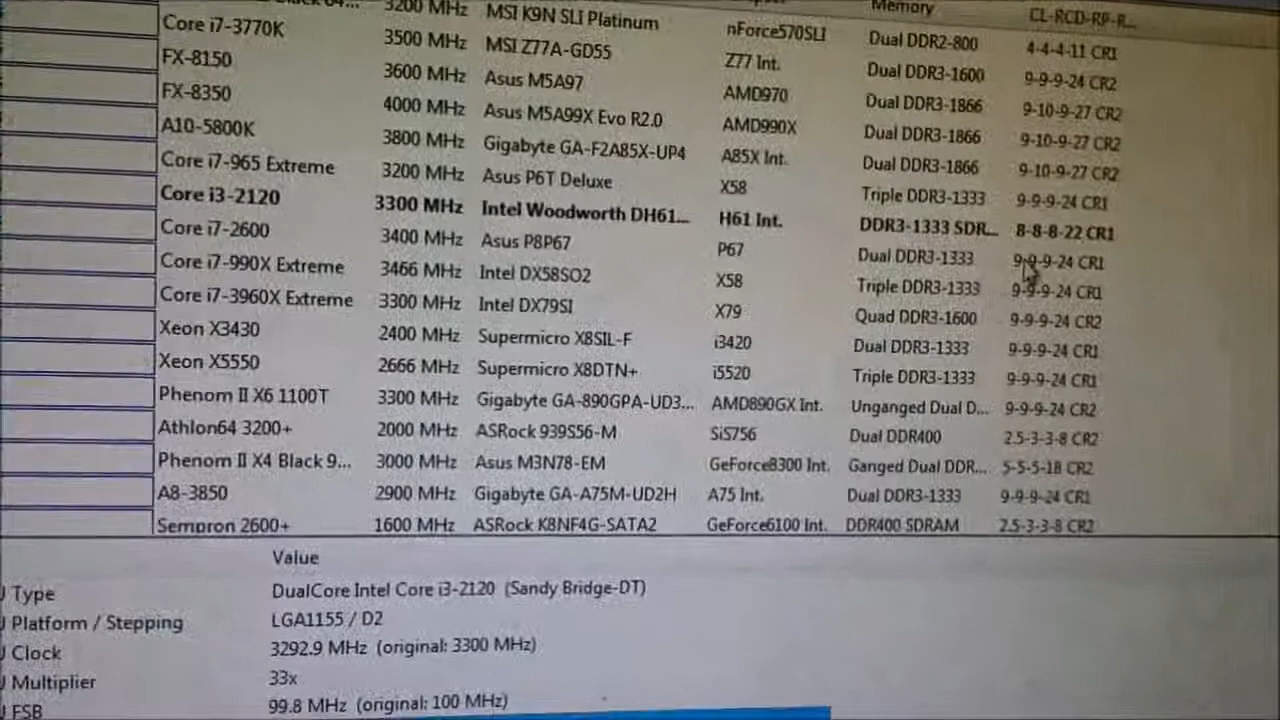 3200 MHz MSI K9N SLI Platinum nForce570SLI Memory CL-RCD-RP-R...
Dual DDR2-800 4-4-4-11 CR1
Core i7-3770K 3500 MHz MSI Z77A-GD55 Z77 Int. Dual DDR3-1600 9-9-9-24 CR2
FX-8150 3600 MHz Asus M5A97 AMD970 Dual DDR3-1866 9-10-9-27 CR2
FX-8350 4000 MHz Asus M5A99X Evo R2.0 AMD990X Dual DDR3-1866 9-10-9-27 CR2
A10-5800K 3800 MHz Gigabyte GA-F2A85X-UP4 A85X Int. Dual DDR3-1866 9-10-9-27 CR2
Core i7-965 Extreme 3200 MHz Asus P6T Deluxe X58 Triple DDR3-1333 9-9-9-24 CR1
Core i3-2120 3300 MHz Intel Woodworth DH61... H61 Int. DDR3-1333 SDR... 8-8-8-22 CR1
Core i7-2600 3400 MHz Asus P8P67 P67 Dual DDR3-1333 9-9-9-24 CR1
Core i7-990X Extreme 3466 MHz Intel DX58SO2 X58 Triple DDR3-1333 9-9-9-24 CR1
Core i7-3960X Extreme 3300 MHz Intel DX79SI X79 Quad DDR3-1600 9-9-9-24 CR2
Xeon X3430 2400 MHz Supermicro X8SIL-F i3420 Dual DDR3-1333 9-9-9-24 CR1
Xeon X5550 2666 MHz Supermicro X8DTN+ i5520 Triple DDR3-1333 9-9-9-24 CR1
Phenom II X6 1100T 3300 MHz Gigabyte GA-890GPA-UD3... AMD890GX Int. Unganged Dual D... 9-9-9-24 CR2
Athlon64 3200+ 2000 MHz ASRock 939S56-M SiS756 Dual DDR400 2.5-3-3-8 CR2
Phenom II X4 Black 9... 3000 MHz Asus M3N78-EM GeForce8300 Int. Ganged Dual DDR... 5-5-5-18 CR2
A8-3850 2900 MHz Gigabyte GA-A75M-UD2H A75 Int. Dual DDR3-1333 9-9-9-24 CR1
Sempron 2600+ 1600 MHz ASRock K8NF4G-SATA2 GeForce6100 Int. DDR400 SDRAM 2.5-3-3-8 CR2
Value
Type DualCore Intel Core i3-2120 (Sandy Bridge-DT)
Platform / Stepping LGA1155 / D2
Clock 3292.9 MHz (original: 3300 MHz)
Multiplier 33x
FSB 99.8 MHz (original: 100 MHz)